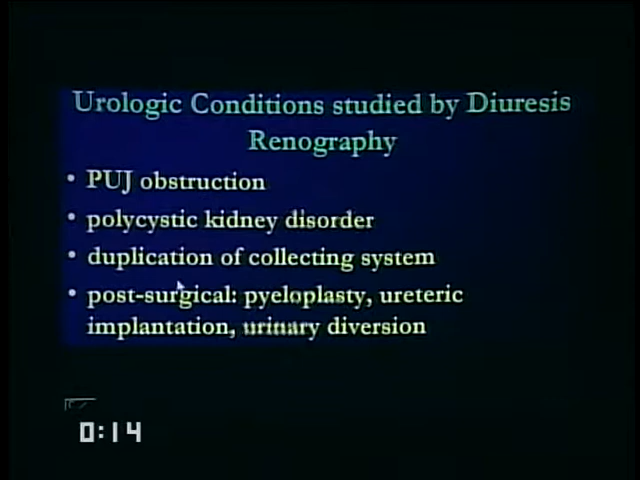 Urologic Conditions studied by Diuresis
Renography
• PUJ obstruction
• polycystic kidney disorder
• duplication of collecting system
• post-surgical: pyeloplasty, ureteric
implantation, urinary diversion
0:14